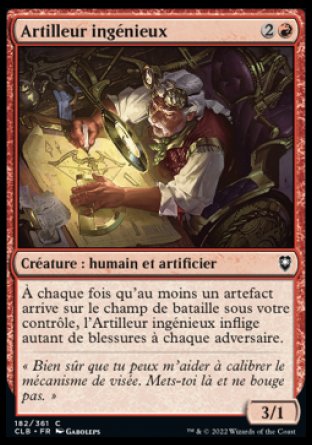 Artilleur ingénieux
2
Créature : humain et artificier
À chaque fois qu'au moins un artefact
arrive sur le champ de bataille sous votre
contrôle, l'Artilleur ingénieux inflige
autant de blessures à chaque adversaire.
« Bien sûr que tu peux m'aider à calibrer le
mécanisme de visée. Mets-toi là et ne bouge
pas. »
3/1
182/361 C
CLB • FR GABOLEPS
™ & © 2022 Wizards of the Coast